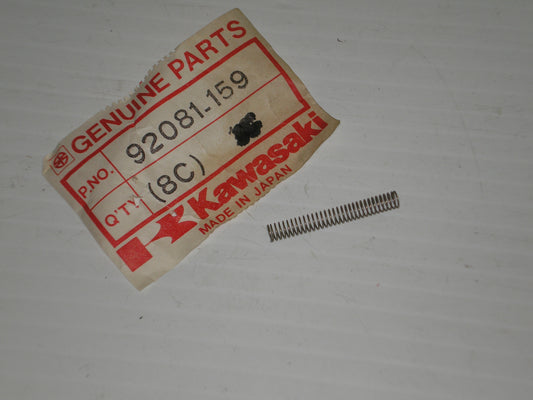 GENUINE PARTS
P.NO. 92081-159
Q'TY. (8C)
Kawasaki
MADE IN JAPAN